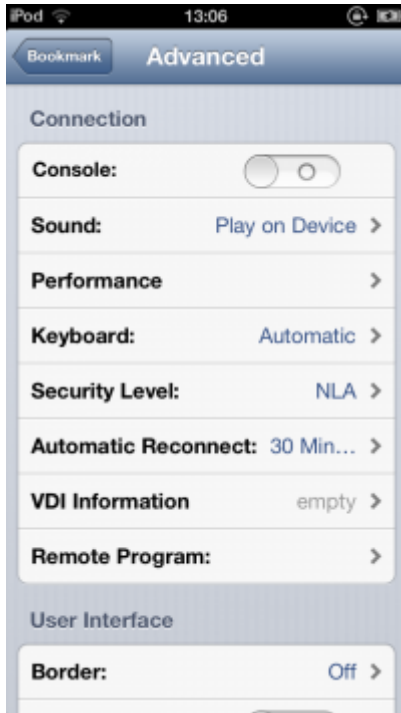 iPod 13:06
Bookmark Advanced
Connection
Console:
Sound: Play on Device
Performance
Keyboard: Automatic
Security Level: NLA
Automatic Reconnect: 30 Min...
VDI Information empty
Remote Program:
User Interface
Border: Off